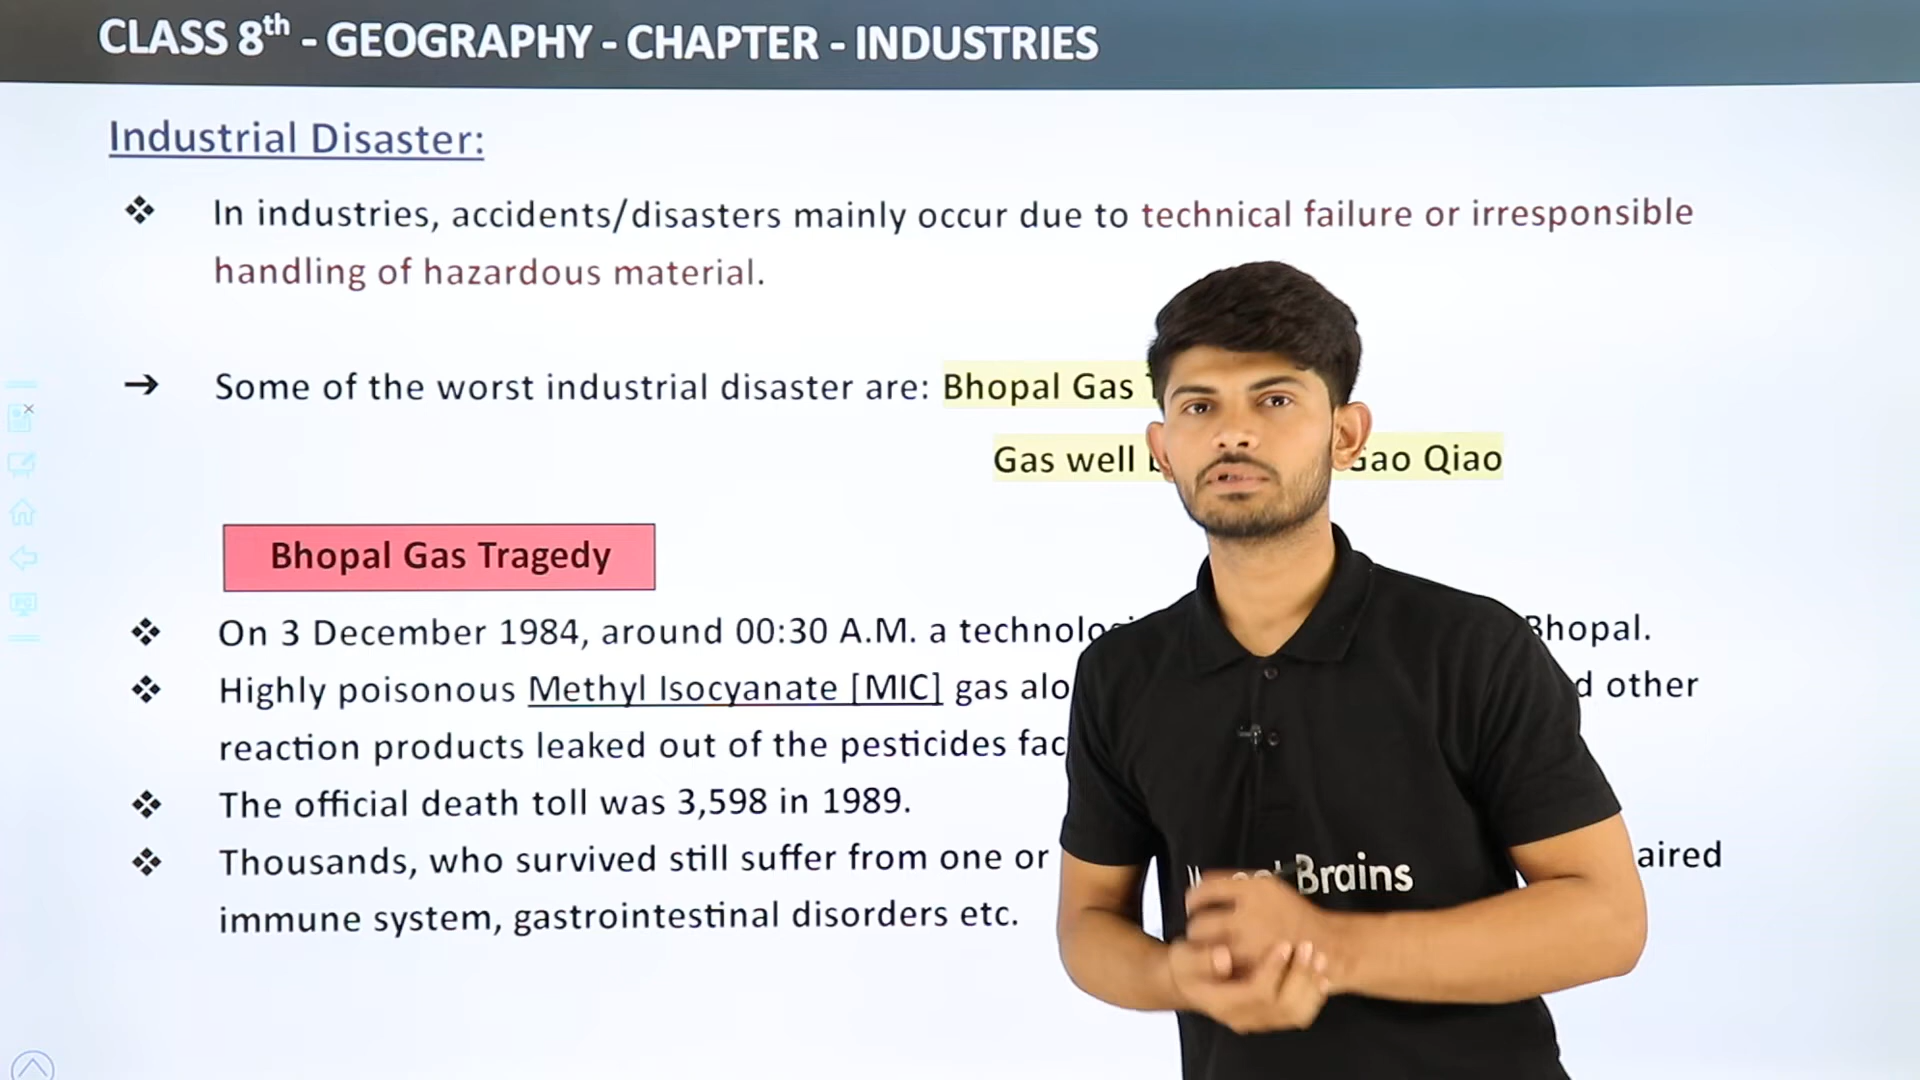 CLASS 8th - GEOGRAPHY - CHAPTER - INDUSTRIES
Industrial Disaster:
❖ In industries, accidents/disasters mainly occur due to technical failure or irresponsible
handling of hazardous material.
➔ Some of the worst industrial disaster are: Bhopal Gas
Gas well Gao Qiao
Bhopal Gas Tragedy
❖ On 3 December 1984, around 00:30 A.M. a Bhopal.
❖ Highly poisonous Methyl Isocyanate [MIC] gas other
reaction products leaked out of the pesticides
❖ The official death toll was 3,598 in 1989.
❖ Thousands, who survived still suffer from one or
immune system, gastrointestinal disorders etc.
Brains